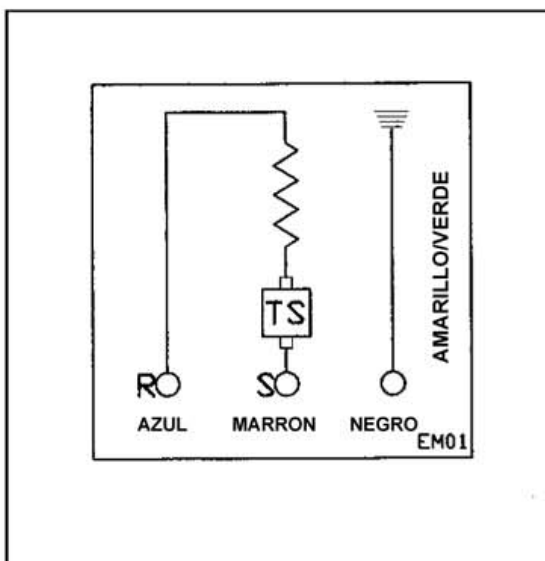 AMARILLO/VERDE
TS
R
S
AZUL
MARRON
NEGRO
EM01